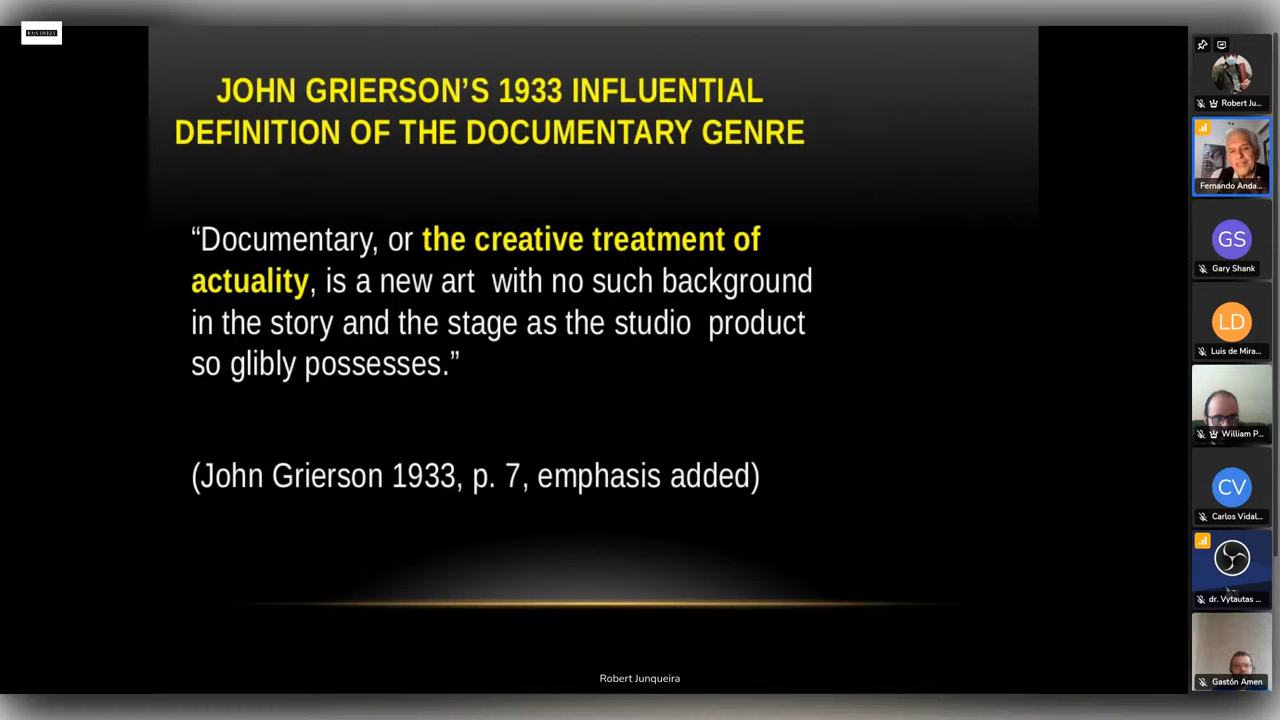 JOHN GRIERSON’S 1933 INFLUENTIAL
DEFINITION OF THE DOCUMENTARY GENRE
“Documentary, or the creative treatment of
actuality, is a new art with no such background
in the story and the stage as the studio product
so glibly possesses.”
(John Grierson 1933, p. 7, emphasis added)
Robert Junqueira
Robert Ju...
Fernando Anda...
GS
Gary Shank
LD
Luis de Mira...
William P...
CV
Carlos Vidal...
dr. Vytautas ...
Gastón Amen